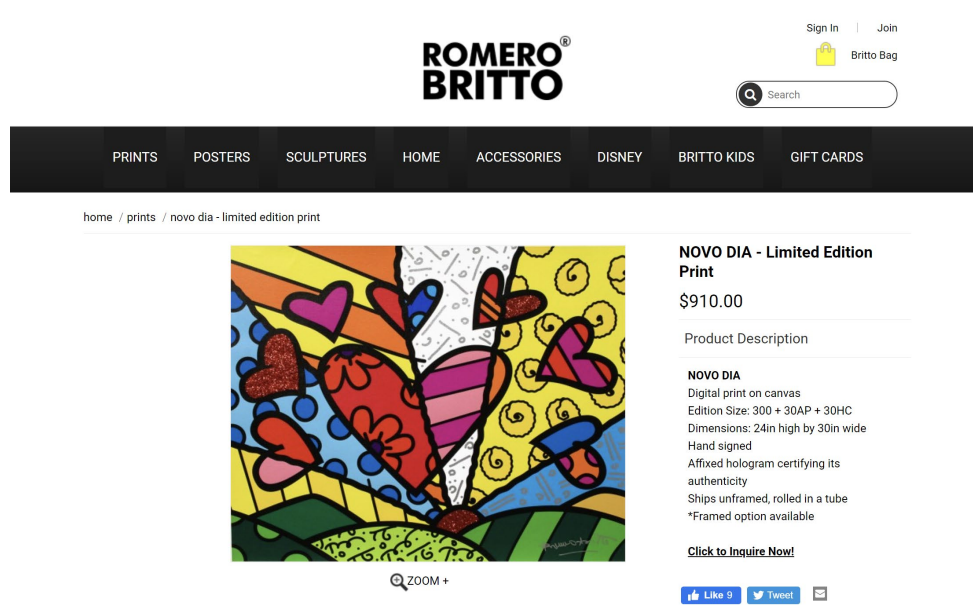 Sign In | Join
ROMERO®
BRITTO
Britto Bag
Search
PRINTS POSTERS SCULPTURES HOME ACCESSORIES DISNEY BRITTO KIDS GIFT CARDS
home / prints / novo dia - limited edition print
NOVO DIA - Limited Edition
Print
$910.00
Product Description
NOVO DIA
Digital print on canvas
Edition Size: 300 + 30AP + 30HC
Dimensions: 24in high by 30in wide
Hand signed
Affixed hologram certifying its
authenticity
Ships unframed, rolled in a tube
*Framed option available
Click to Inquire Now!
ZOOM +
Like 9 Tweet